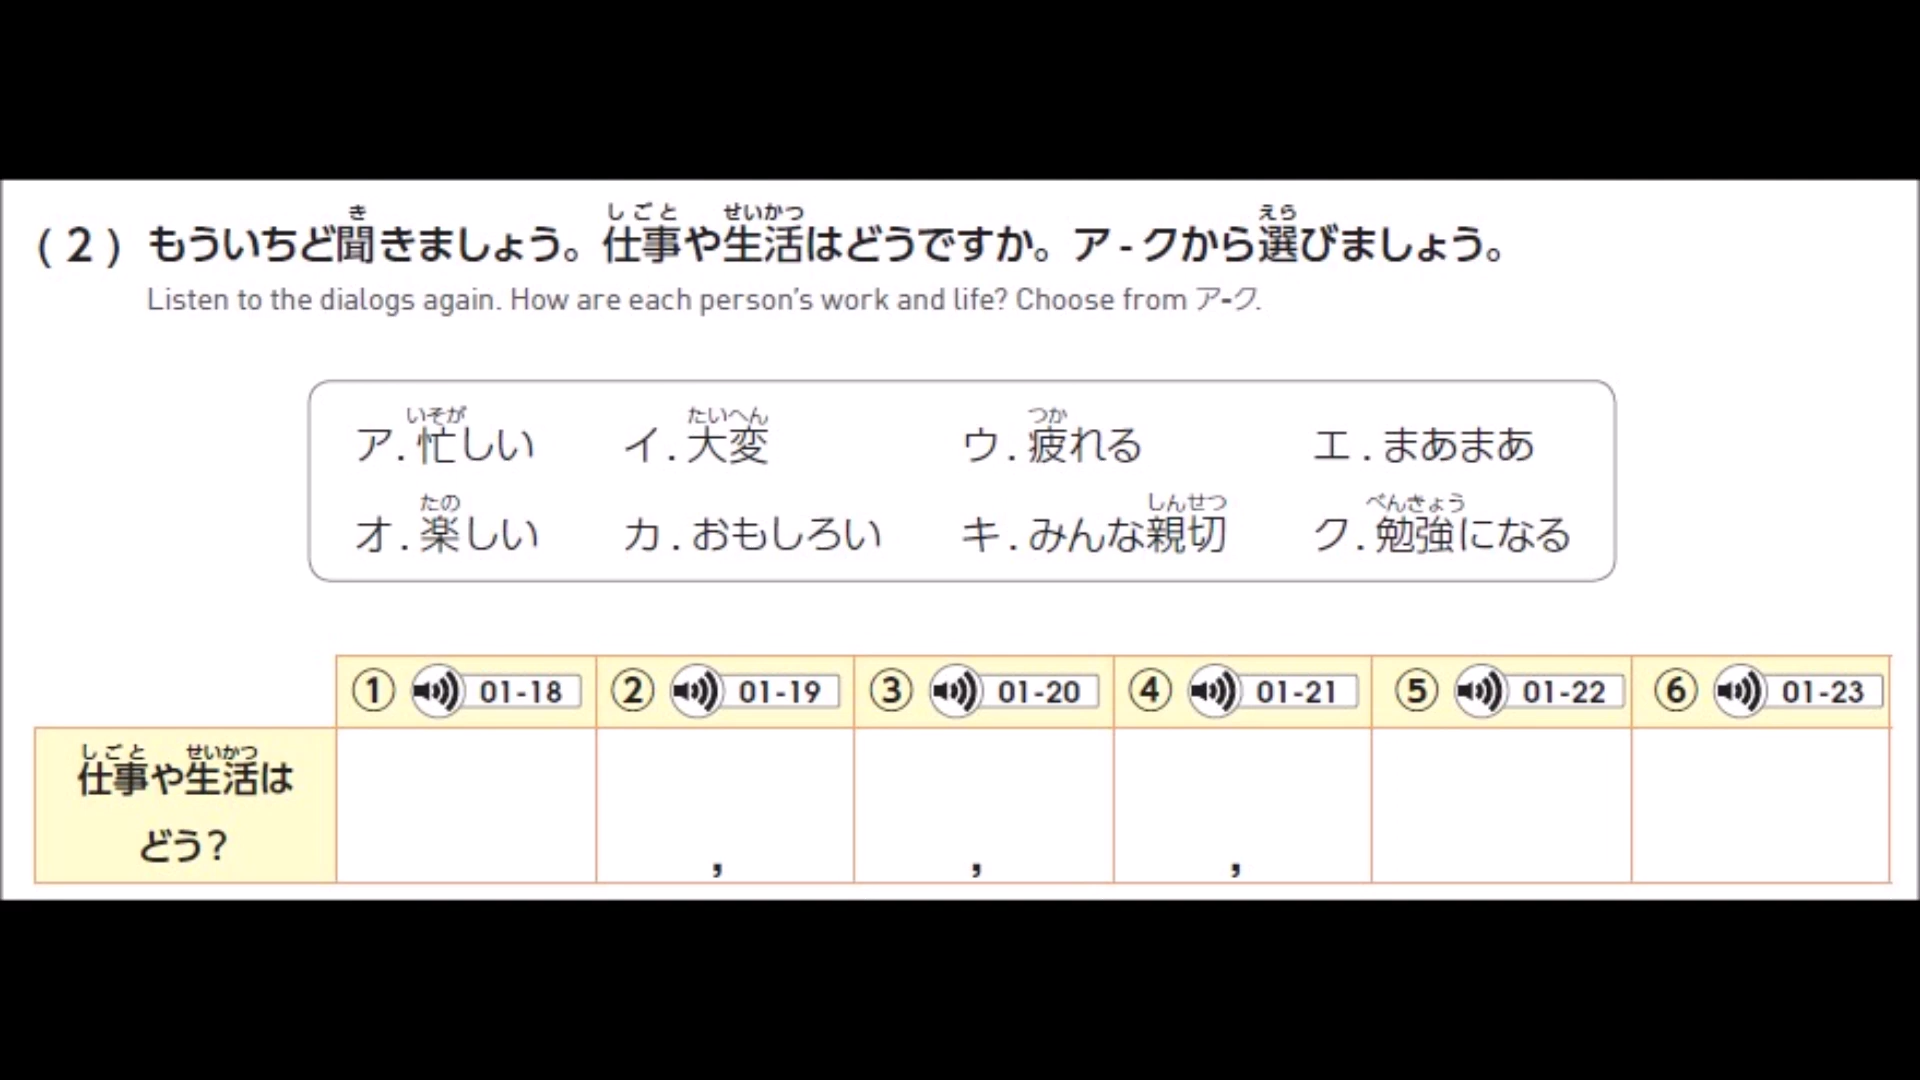 (2) もういちど聞きましょう。仕事や生活はどうですか。ア-クから選びましょう。
Listen to the dialogs again. How are each person's work and life? Choose from ア-ク.
ア.忙しい イ.大変 ウ.疲れる エ.まあまあ
オ.楽しい カ.おもしろい キ.みんな親切 ク.勉強になる
① 01-18 ② 01-19 ③ 01-20 ④ 01-21 ⑤ 01-22 ⑥ 01-23
仕事や生活は
どう? , , ,